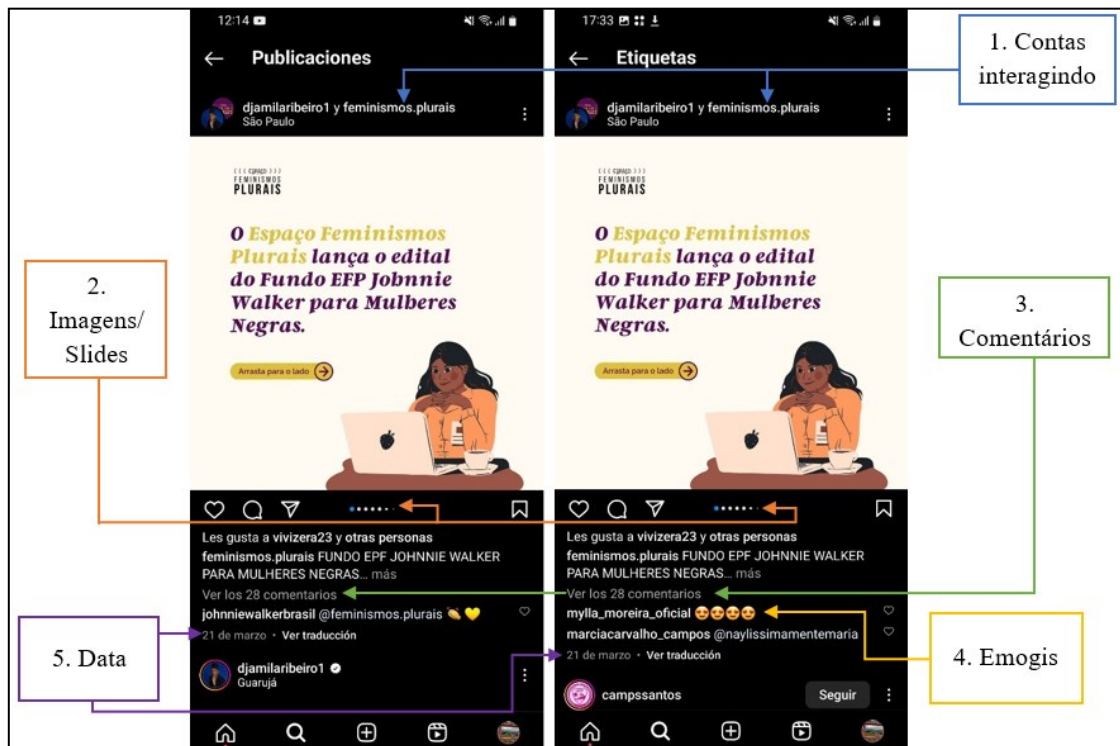 12:14
Publicaciones
djamilaribeiro1 y feminismos.plurais
São Paulo
((( ESPAÇO )))
FEMINISMOS
PLURAIS
O Espaço Feminismos
Plurais lança o edital
do Fundo EFP Jobnnie
Walker para Mulheres
Negras.
Arrasta para o lado
Les gusta a vivizera23 y otras personas
feminismos.plurais FUNDO EPF JOHNNIE WALKER
PARA MULHERES NEGRAS... más
Ver los 28 comentarios
johnniewalkerbrasil @feminismos.plurais
21 de marzo • Ver traducción
djamilaribeiro1
Guarujá
17:33
Etiquetas
djamilaribeiro1 y feminismos.plurais
São Paulo
((( ESPAÇO )))
FEMINISMOS
PLURAIS
O Espaço Feminismos
Plurais lança o edital
do Fundo EFP Jobnnie
Walker para Mulheres
Negras.
Arrasta para o lado
Les gusta a vivizera23 y otras personas
feminismos.plurais FUNDO EPF JOHNNIE WALKER
PARA MULHERES NEGRAS... más
Ver los 28 comentarios
mylla_moreira_oficial 😍😍😍😍
marciacarvalho_campos @naylissimamentemaria
21 de marzo • Ver traducción
campssantos
Seguir
1. Contas
interagindo
2.
Imagens/
Slides
3.
Comentários
4. Emogis
5. Data